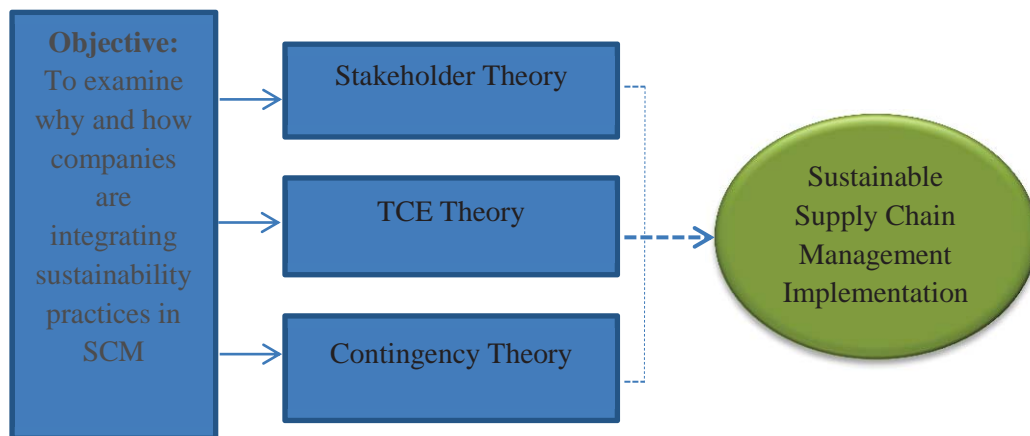 Objective:
To examine
why and how
companies
are
integrating
sustainability
practices in
SCM
Stakeholder Theory
TCE Theory
Contingency Theory
Sustainable
Supply Chain
Management
Implementation